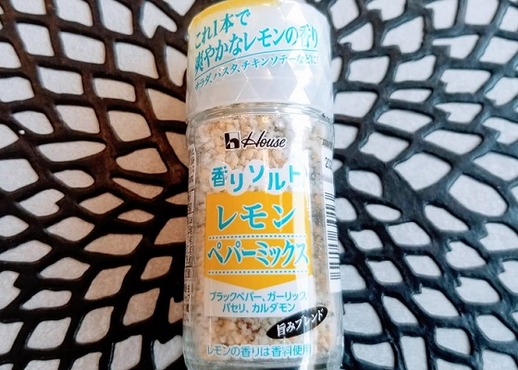 これ1本で
爽やかなレモンの香り
サラダ、パスタ、チキンソテーなどに!
House
香りソルト
レモン
ペパーミックス
ブラックペパー、ガーリック、
パセリ、カルダモン
旨みブレンド
レモンの香りは香料使用